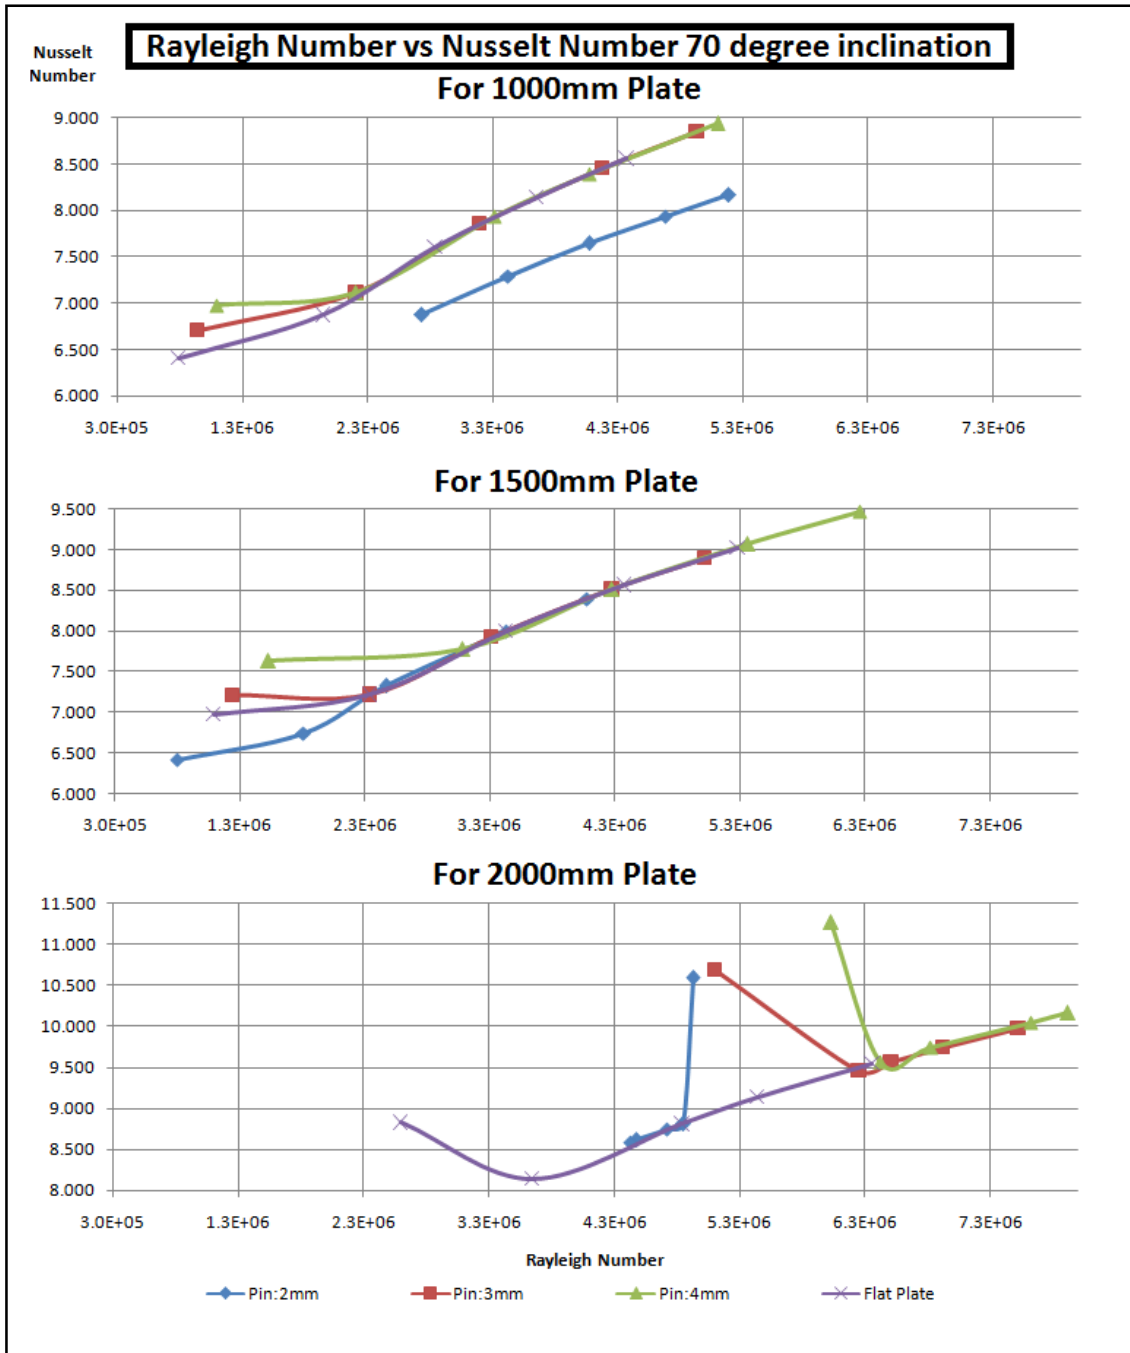 Rayleigh Number vs Nusselt Number 70 degree inclination
Nusselt
Number
For 1000mm Plate
9.000
8.500
8.000
7.500
7.000
6.500
6.000
3.0E+05 1.3E+06 2.3E+06 3.3E+06 4.3E+06 5.3E+06 6.3E+06 7.3E+06
For 1500mm Plate
9.500
9.000
8.500
8.000
7.500
7.000
6.500
6.000
3.0E+05 1.3E+06 2.3E+06 3.3E+06 4.3E+06 5.3E+06 6.3E+06 7.3E+06
For 2000mm Plate
11.500
11.000
10.500
10.000
9.500
9.000
8.500
8.000
3.0E+05 1.3E+06 2.3E+06 3.3E+06 4.3E+06 5.3E+06 6.3E+06 7.3E+06
Rayleigh Number
Pin:2mm Pin:3mm Pin:4mm Flat Plate